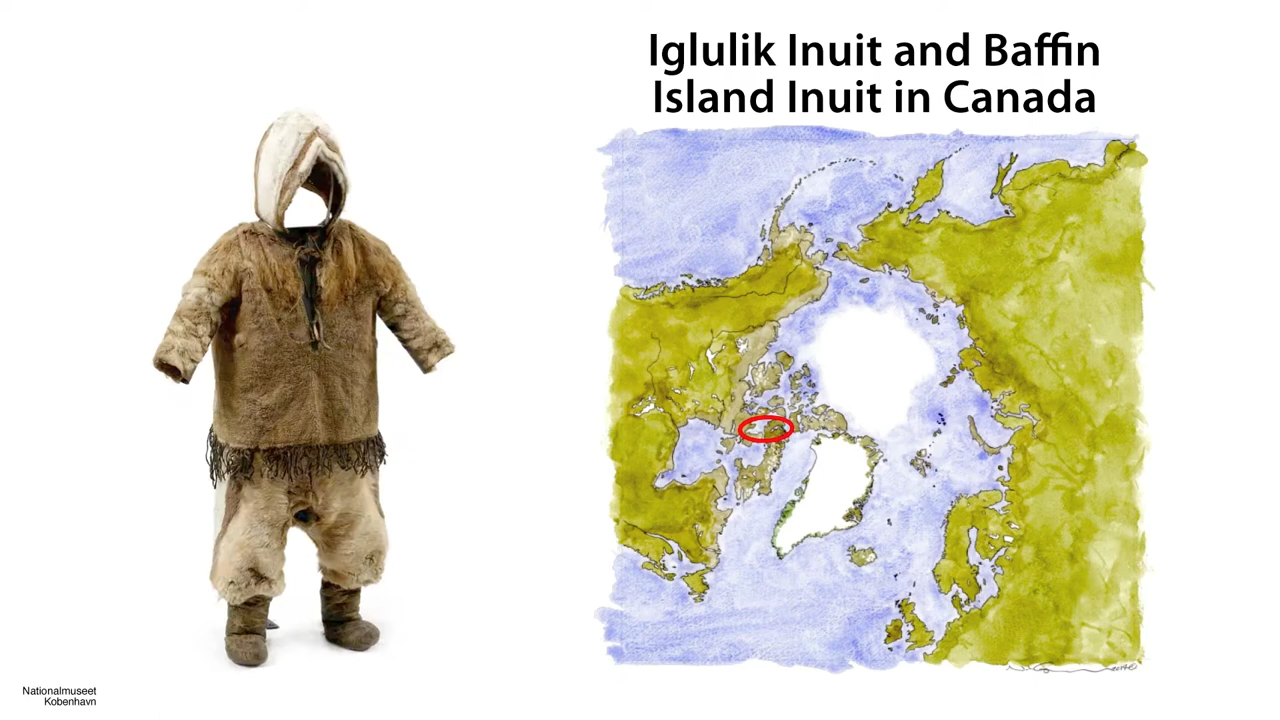 Iglulik Inuit and Baffin
Island Inuit in Canada
Nationalmuseet
Kobenhavn